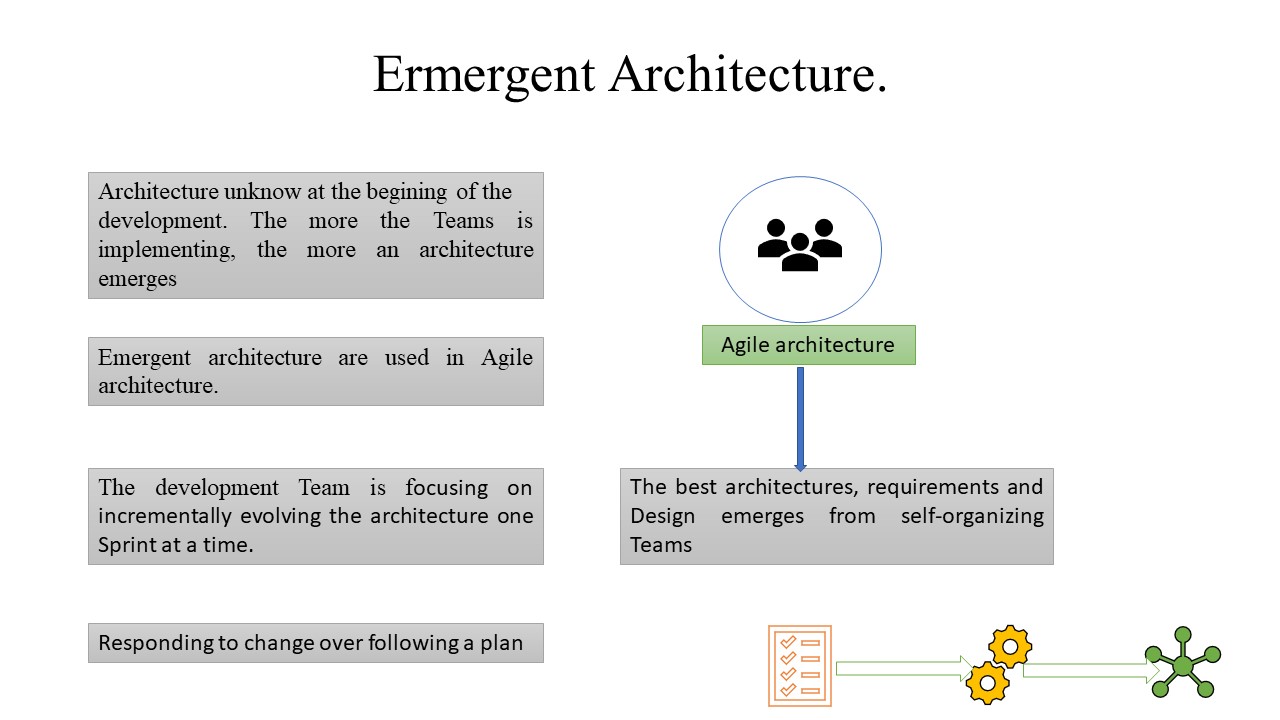 Ermergent Architecture.
Architecture unknow at the begining of the
development. The more the Teams is
implementing, the more an architecture
emerges
Emergent architecture are used in Agile
architecture.
The development Team is focusing on
incrementally evolving the architecture one
Sprint at a time.
Responding to change over following a plan
Agile architecture
The best architectures, requirements and
Design emerges from self-organizing
Teams